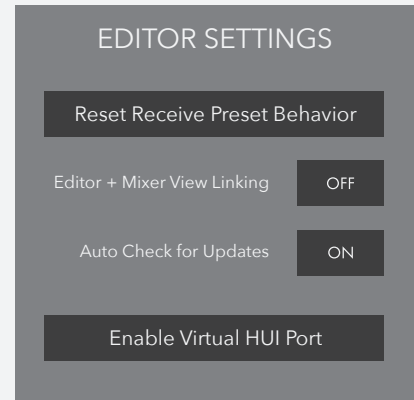 EDITOR SETTINGS
Reset Receive Preset Behavior
Editor + Mixer View Linking OFF
Auto Check for Updates ON
Enable Virtual HUI Port